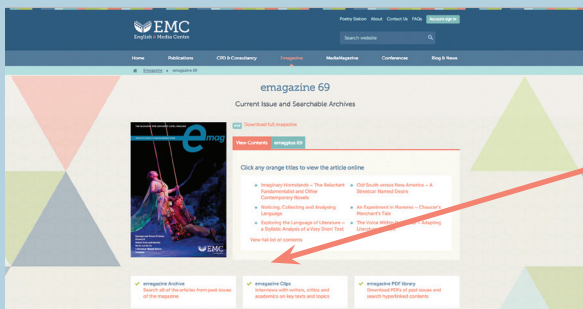 Poetry Station About Contact Us FAQs Account sign in
EMC
English & Media Centre
Search website
Home Publications CPD & Consultancy Emagazine MediaMagazine Conferences Blog & News
Emagazine emagazine 69
emagazine 69
Current Issue and Searchable Archives
Download full magazine
View Contents emagplus 69
emag
Click any orange titles to view the article online
Imaginary Homelands – The Reluctant Fundamentalist and Other Contemporary Novels
Noticing, Collecting and Analysing Language
Exploring the Language of Literature – a Stylistic Analysis of a Very Short Text
Old South versus New America – A Streetcar Named Desire
An Experiment in Romance – Chaucer's Merchant's Tale
The Voice Within
Adapting
View full list of contents
EMC
emagazine Archive
Search all of the articles from past issues of the magazine
emagazine Clips
Interviews with writers, critics and academics on key texts and topics
emagazine PDF library
Download PDFs of past issues and search hyperlinked contents